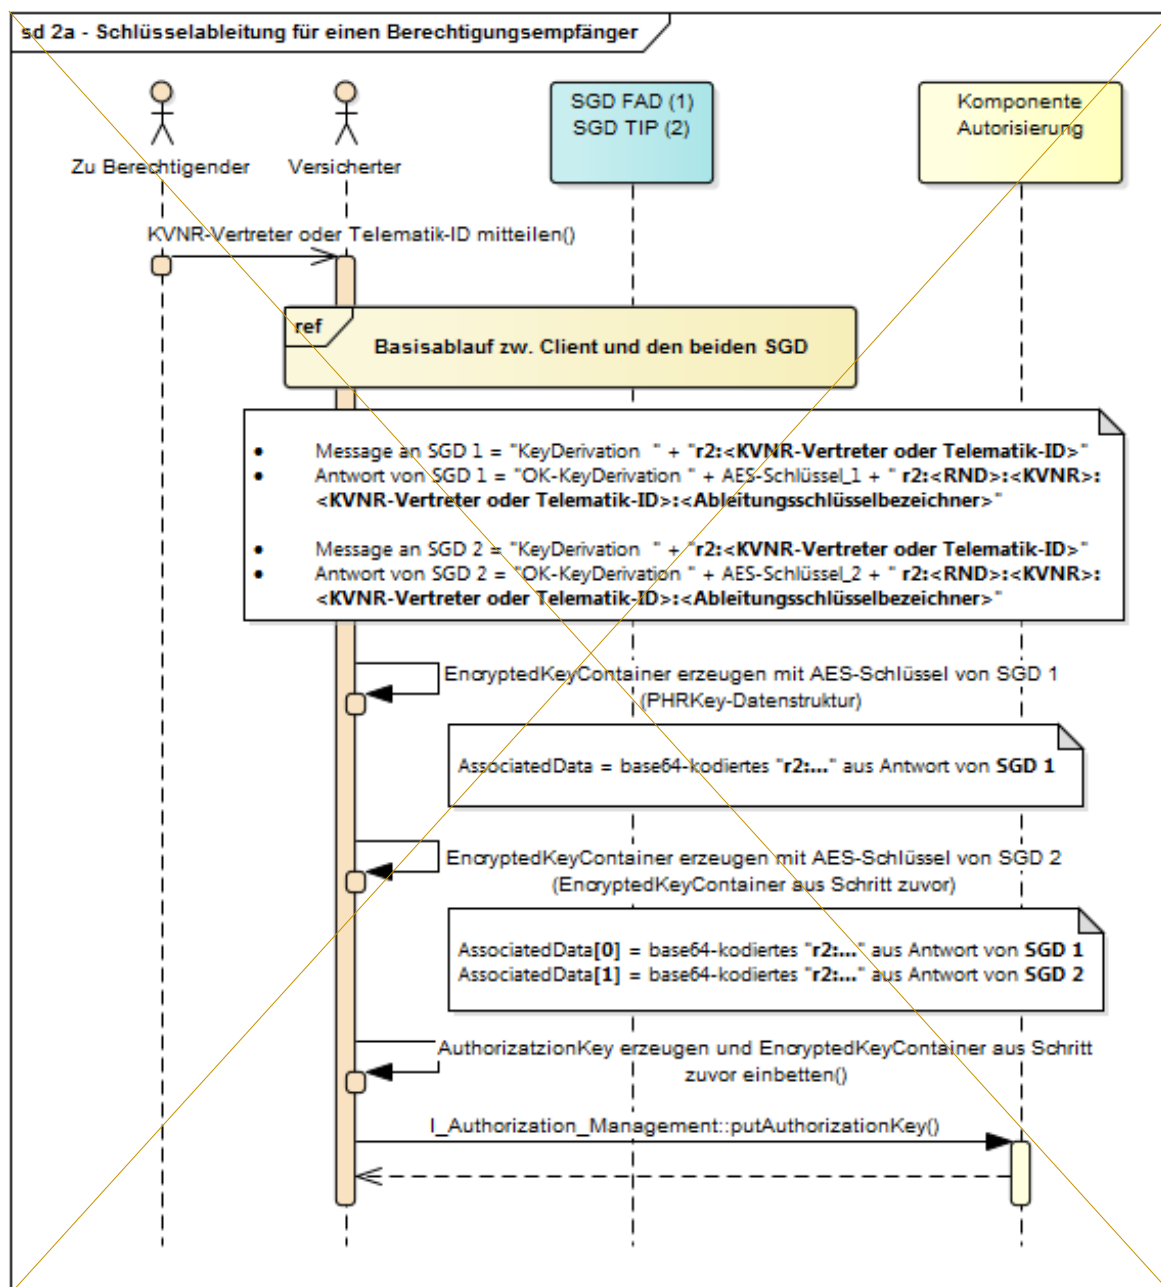 sd 2a - Schlüsselableitung für einen Berechtigungsempfänger
SGD FAD (1)
SGD TIP (2)
Komponente
Autorisierung
Zu Berechtigender
Versicherter
KVNR-Vertreter oder Telematik-ID mitteilen()
ref
Basisablauf zw. Client und den beiden SGD
• Message an SGD 1 = "KeyDerivation " + "r2:<KVNR-Vertreter oder Telematik-ID>"
• Antwort von SGD 1 = "OK-KeyDerivation " + AES-Schlüssel_1 + " r2:<RND>:<KVNR>:
<KVNR-Vertreter oder Telematik-ID>:<Ableitungsschlüsselbezeichner>"
• Message an SGD 2 = "KeyDerivation " + "r2:<KVNR-Vertreter oder Telematik-ID>"
• Antwort von SGD 2 = "OK-KeyDerivation " + AES-Schlüssel_2 + " r2:<RND>:<KVNR>:
<KVNR-Vertreter oder Telematik-ID>:<Ableitungsschlüsselbezeichner>"
EncryptedKeyContainer erzeugen mit AES-Schlüssel von SGD 1
(PHRKey-Datenstruktur)
AssociatedData = base64-kodiertes "r2:..." aus Antwort von SGD 1
EncryptedKeyContainer erzeugen mit AES-Schlüssel von SGD 2
(EncryptedKeyContainer aus Schritt zuvor)
AssociatedData[0] = base64-kodiertes "r2:..." aus Antwort von SGD 1
AssociatedData[1] = base64-kodiertes "r2:..." aus Antwort von SGD 2
AuthorizatzionKey erzeugen und EncryptedKeyContainer aus Schritt
zuvor einbetten()
I_Authorization_Management::putAuthorizationKey()